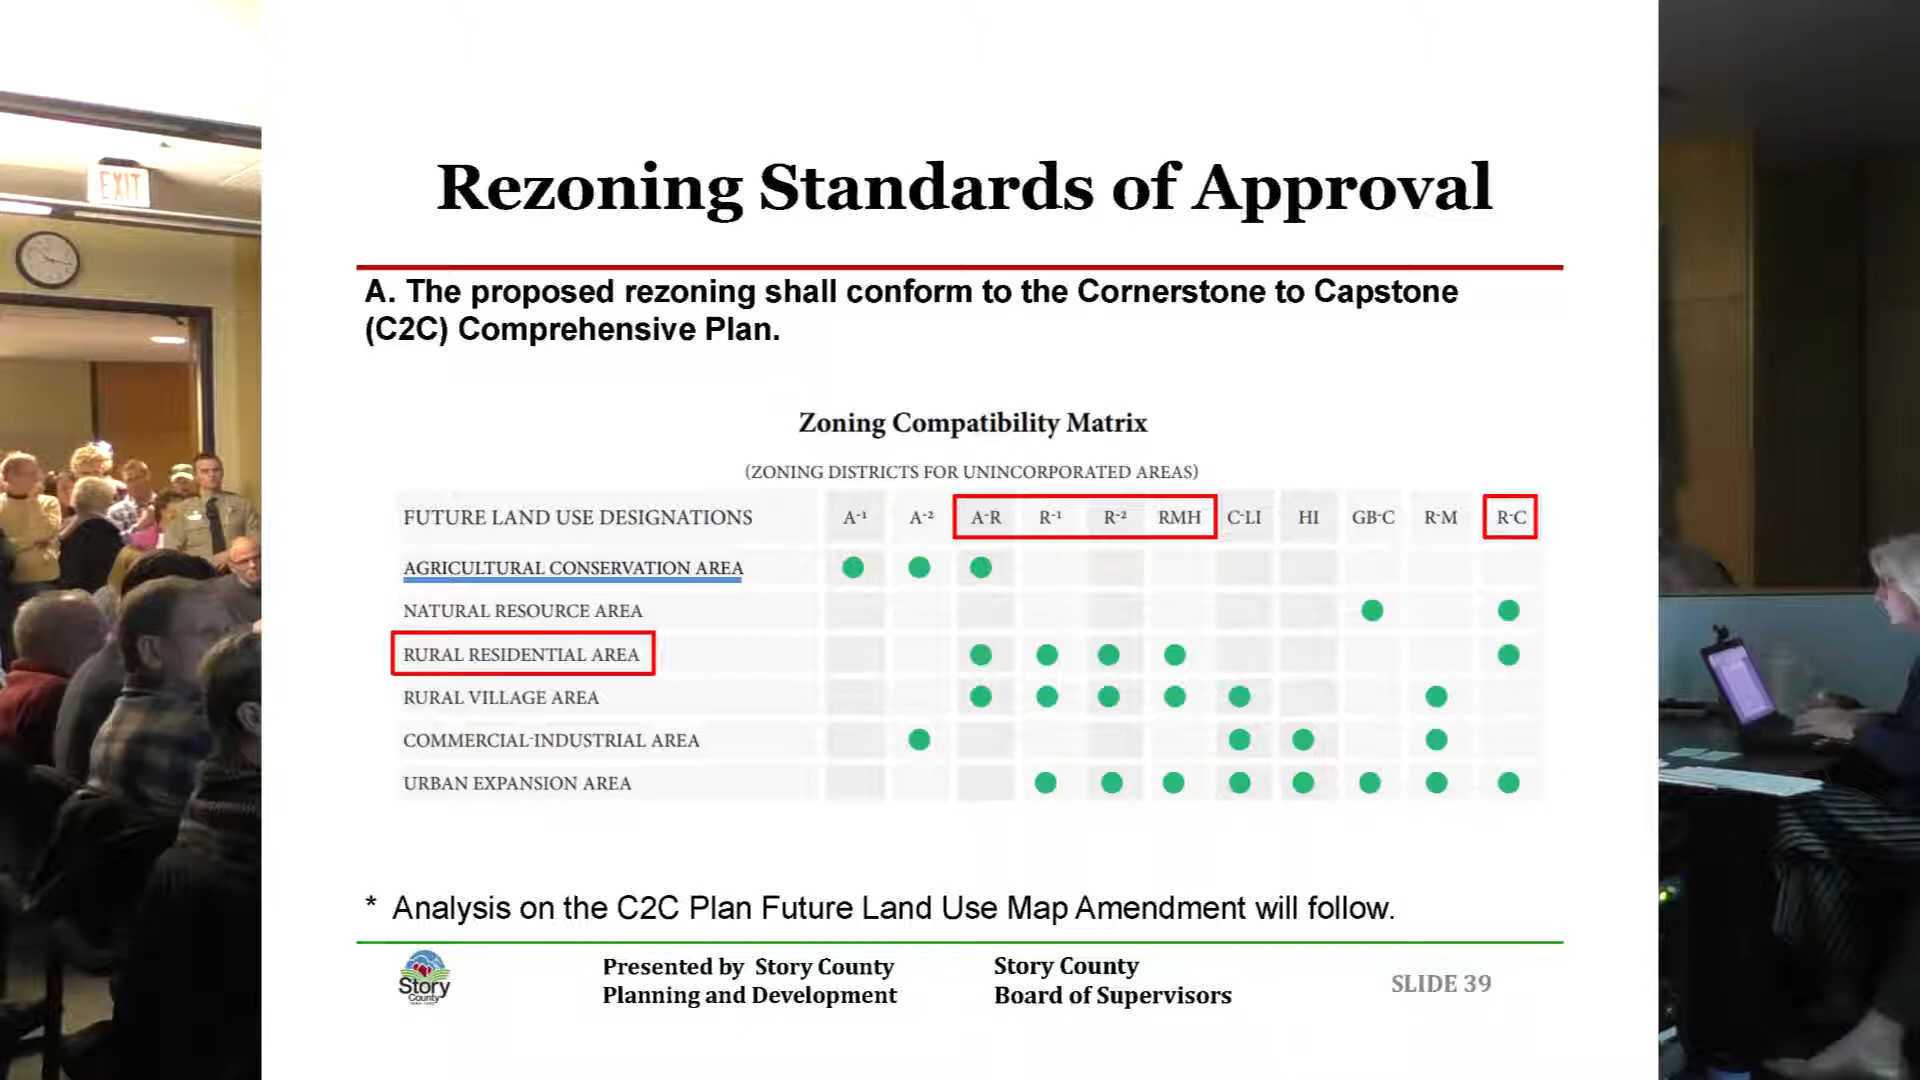 EXIT
Rezoning Standards of Approval
A. The proposed rezoning shall conform to the Cornerstone to Capstone
(C2C) Comprehensive Plan.
Zoning Compatibility Matrix
(ZONING DISTRICTS FOR UNINCORPORATED AREAS)
FUTURE LAND USE DESIGNATIONS A-1 A-2 A-R R-1 R-2 RMH C-LI HI GB-C R-M R-C
AGRICULTURAL CONSERVATION AREA
NATURAL RESOURCE AREA
RURAL RESIDENTIAL AREA
RURAL VILLAGE AREA
COMMERCIAL-INDUSTRIAL AREA
URBAN EXPANSION AREA
* Analysis on the C2C Plan Future Land Use Map Amendment will follow.
Story
County
Presented by Story County
Planning and Development
Story County
Board of Supervisors
SLIDE 39